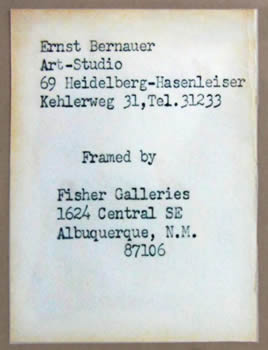 Ernst Bernauer
Art-Studio
69 Heidelberg-Hasenleiser
Kehlerweg 31,Tel.31233
Framed by
Fisher Galleries
1624 Central SE
Albuquerque, N.M.
87106